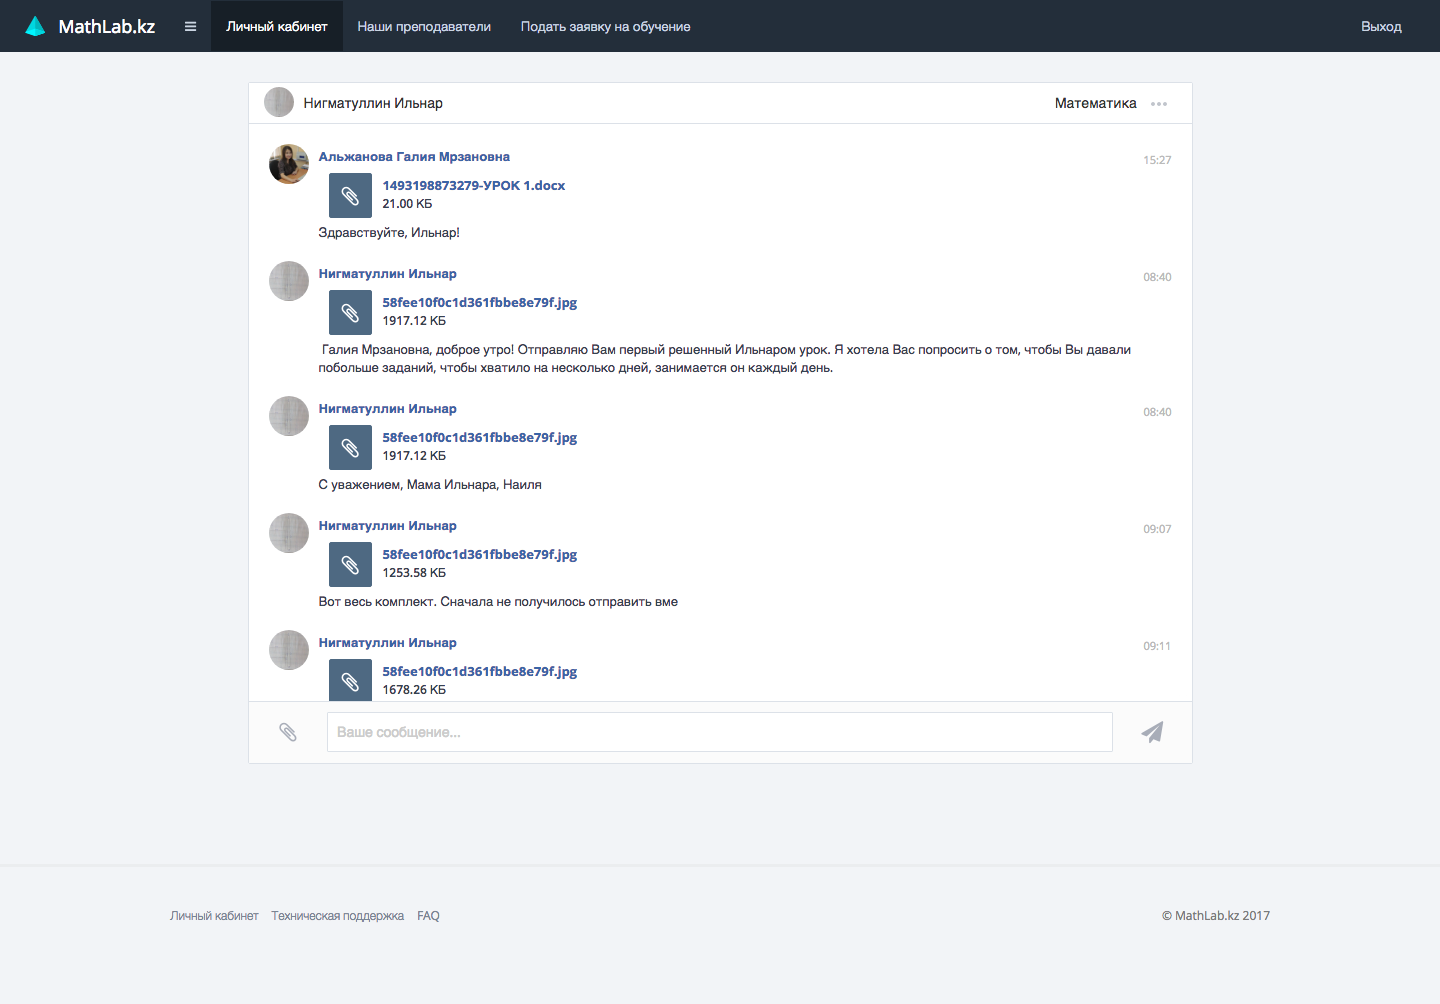 MathLab.kz
Личный кабинет
Наши преподаватели
Подать заявку на обучение
Выход
Нигматуллин Ильнар
Математика
Альжанова Галия Мрзановна
15:27
1493198873279-УРОК 1.docx
21.00 КБ
Здравствуйте, Ильнар!
Нигматуллин Ильнар
08:40
58fee10f0c1d361fbbe8e79f.jpg
1917.12 КБ
Галия Мрзановна, доброе утро! Отправляю Вам первый решенный Ильнаром урок. Я хотела Вас попросить о том, чтобы Вы давали
побольше заданий, чтобы хватило на несколько дней, занимается он каждый день.
Нигматуллин Ильнар
08:40
58fee10f0c1d361fbbe8e79f.jpg
1917.12 КБ
С уважением, Мама Ильнара, Наиля
Нигматуллин Ильнар
09:07
58fee10f0c1d361fbbe8e79f.jpg
1253.58 КБ
Вот весь комплект. Сначала не получилось отправить вме
Нигматуллин Ильнар
09:11
58fee10f0c1d361fbbe8e79f.jpg
1678.26 КБ
Ваше сообщение...
Личный кабинет
Техническая поддержка
FAQ
© MathLab.kz 2017